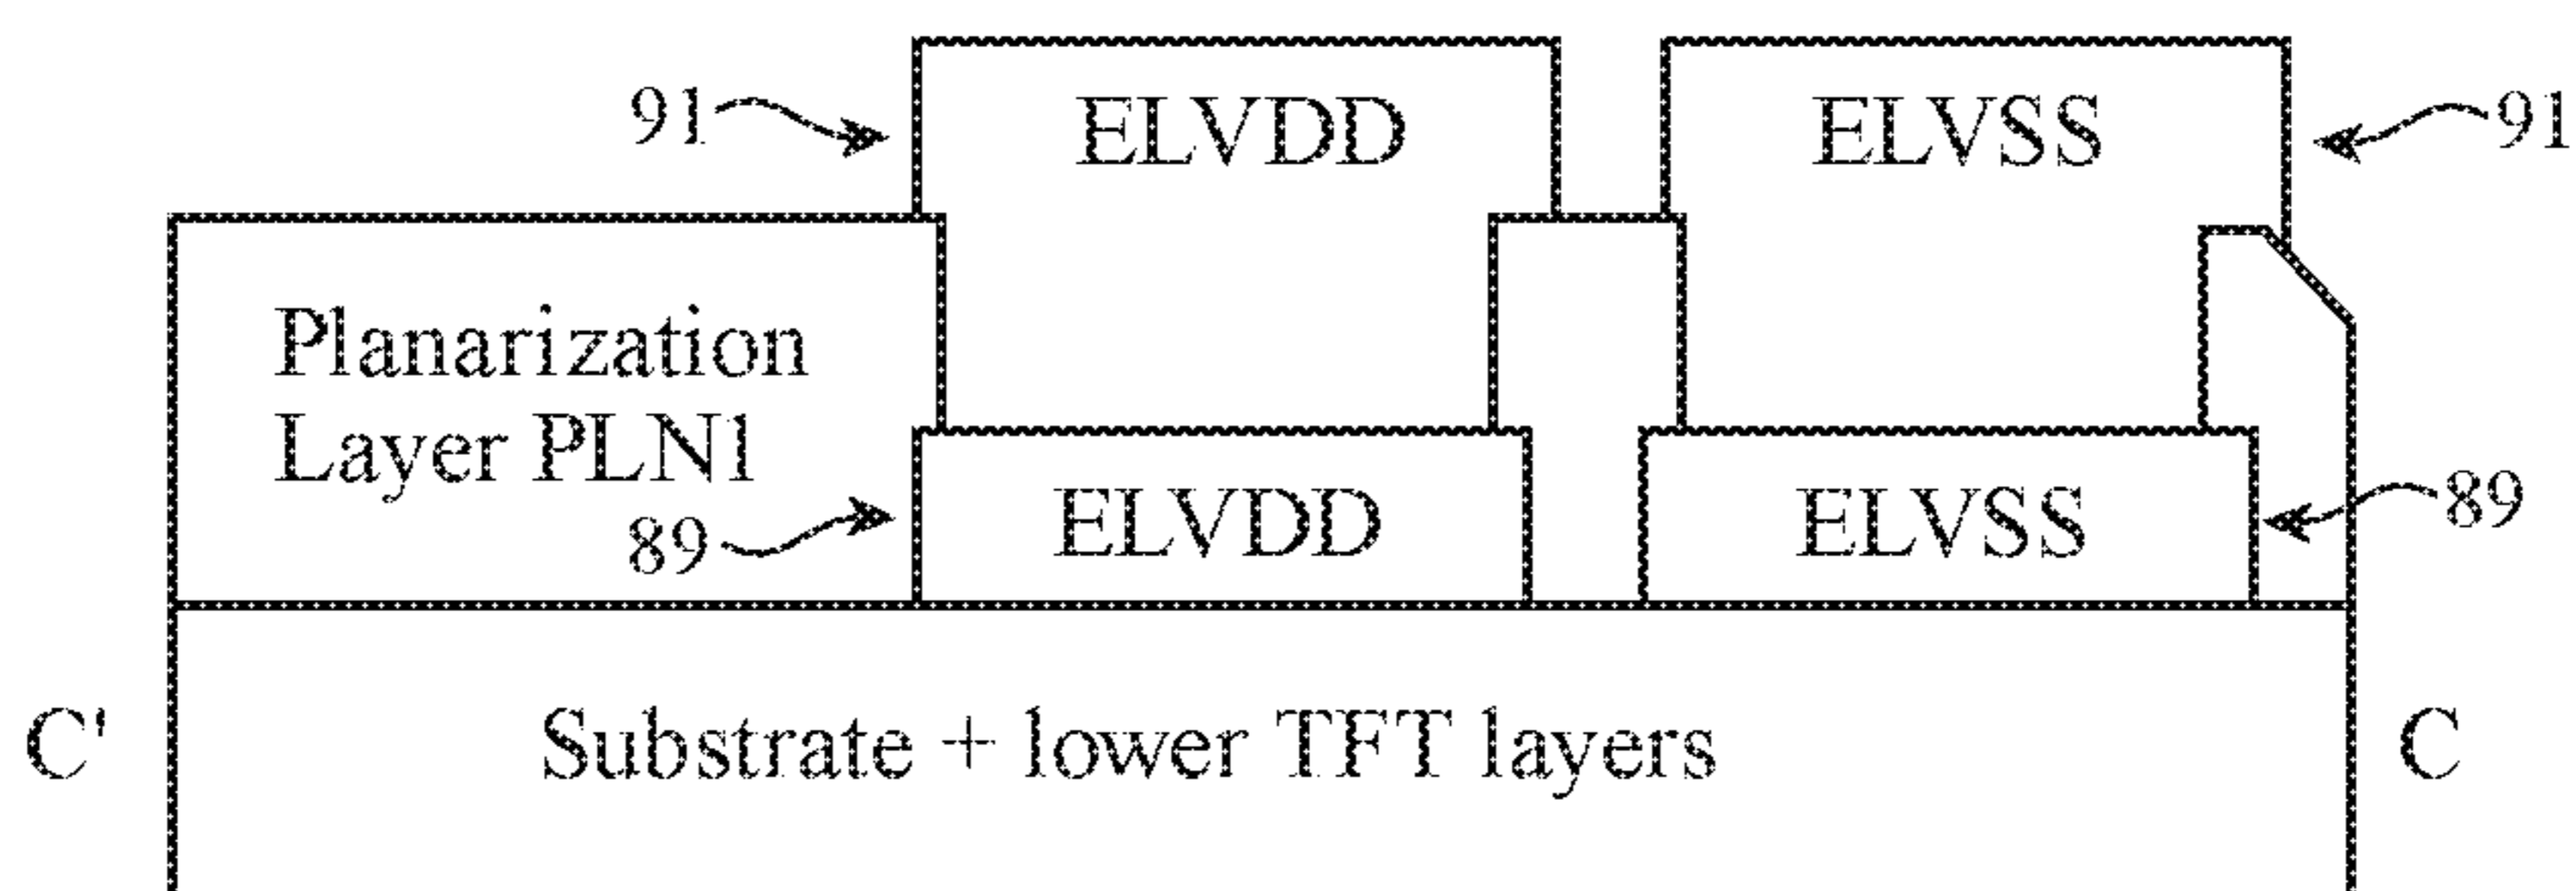 91 ELVDD ELVSS 91
Planarization
Layer PLN1
89 ELVDD ELVSS 89
C' Substrate + lower TFT layers C